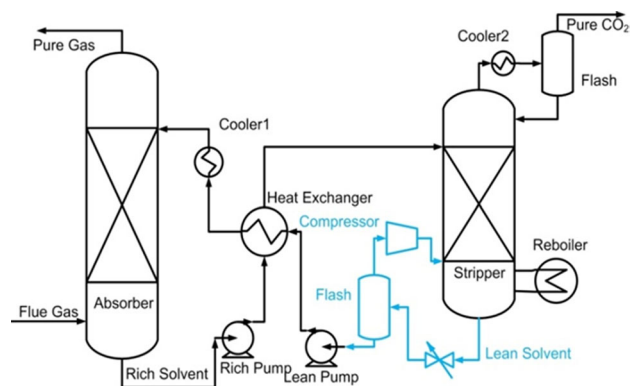 Pure Gas
Cooler1
Heat Exchanger
Compressor
Flash
Absorber
Flue Gas
Rich Solvent
Rich Pump
Lean Pump
Cooler2
Pure CO₂
Flash
Stripper
Reboiler
Lean Solvent